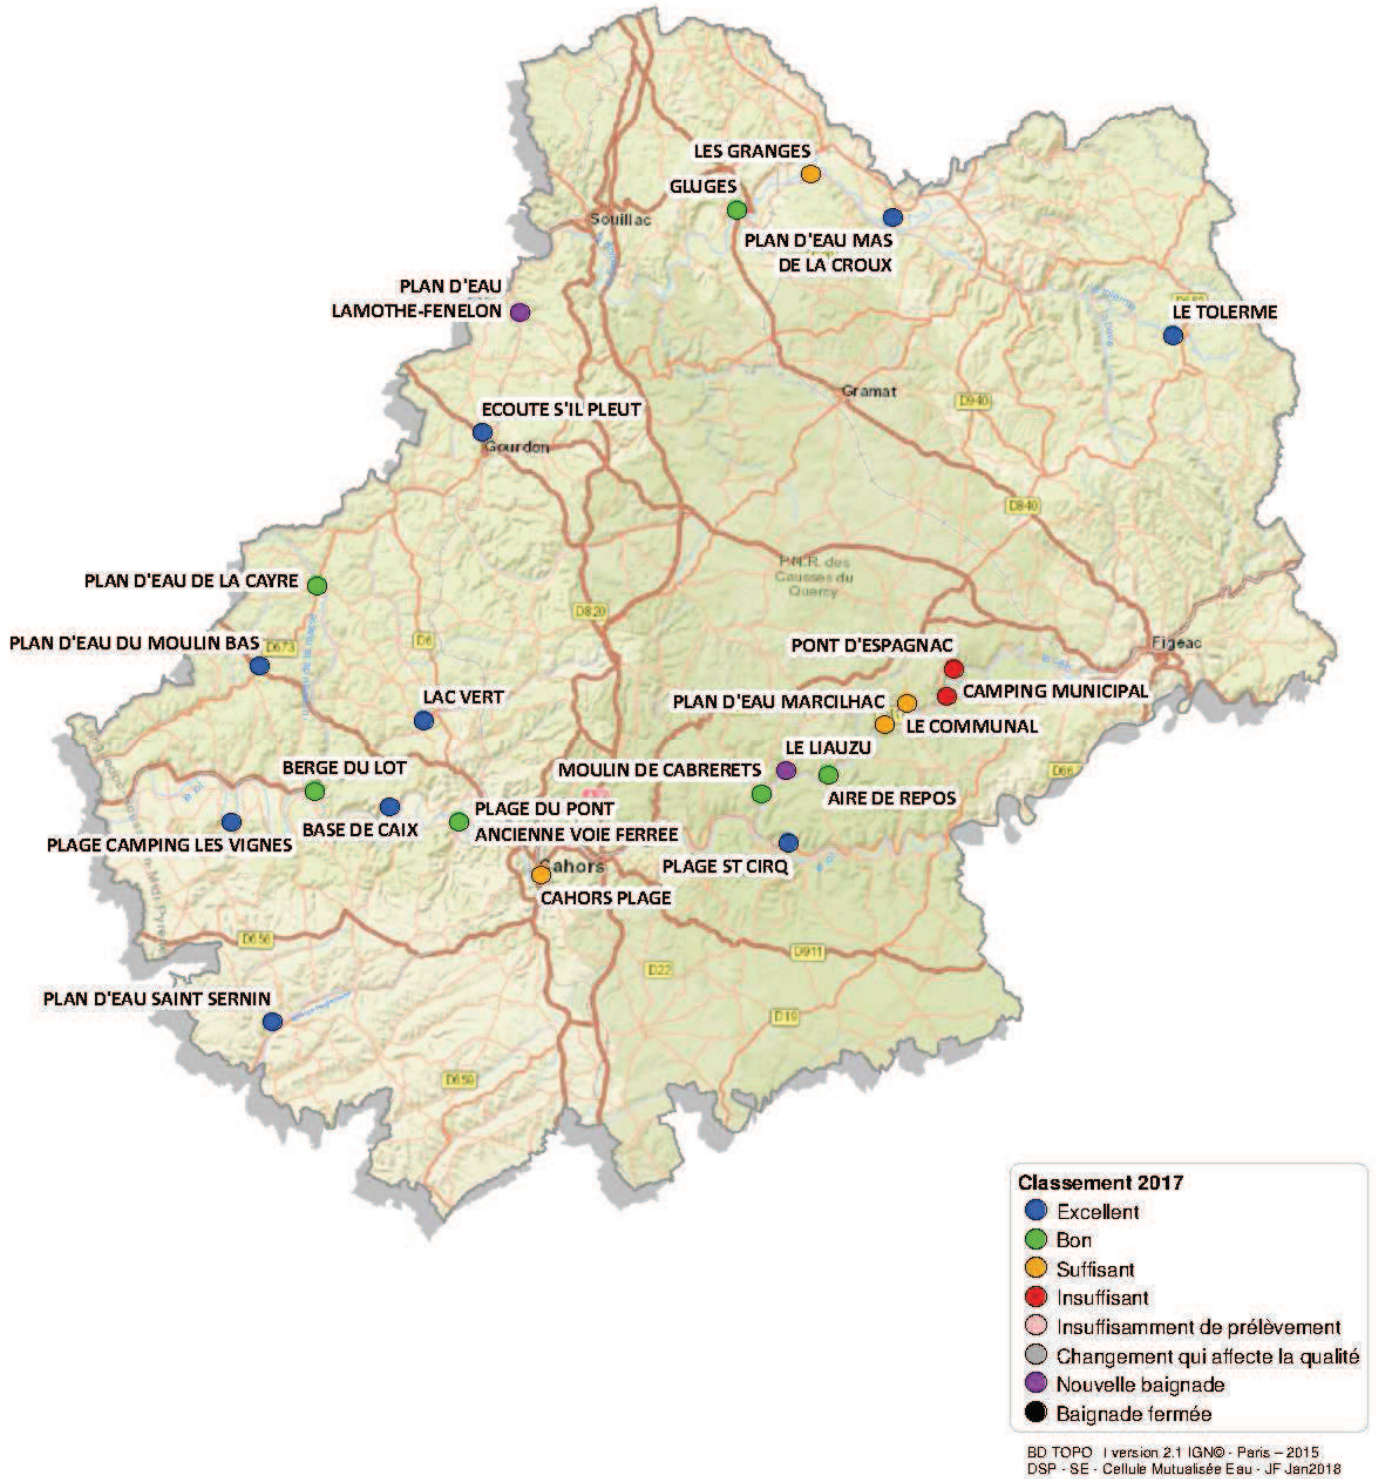 LES GRANGES
GLUGES
Souillac
PLAN D'EAU MAS
DE LA CROUX
PLAN D'EAU
LAMOTHE-FENELON
LE TOLERME
Gramat
D940
ECOUTE S'IL PLEUT
Gourdon
D840
P.N.R. des
Causses du
Quercy
PLAN D'EAU DE LA CAYRE
D820
D6
PLAN D'EAU DU MOULIN BAS
D673
PONT D'ESPAGNAC
Figeac
CAMPING MUNICIPAL
LAC VERT
PLAN D'EAU MARCILHAC
LE COMMUNAL
LE LIAUZU
BERGE DU LOT
MOULIN DE CABRERETS
AIRE DE REPOS
PLAGE DU PONT
BASE DE CAIX
ANCIENNE VOIE FERREE
PLAGE CAMPING LES VIGNES
PLAGE ST CIRQ
Cahors
CAHORS PLAGE
D656
D911
D22
PLAN D'EAU SAINT SERNIN
D19
D659
Classement 2017
Excellent
Bon
Suffisant
Insuffisant
Insuffisamment de prélèvement
Changement qui affecte la qualité
Nouvelle baignade
Baignade fermée
BD TOPO I version 2.1 IGN© - Paris – 2015
DSP - SE - Cellule Mutualisée Eau - JF Jan2018